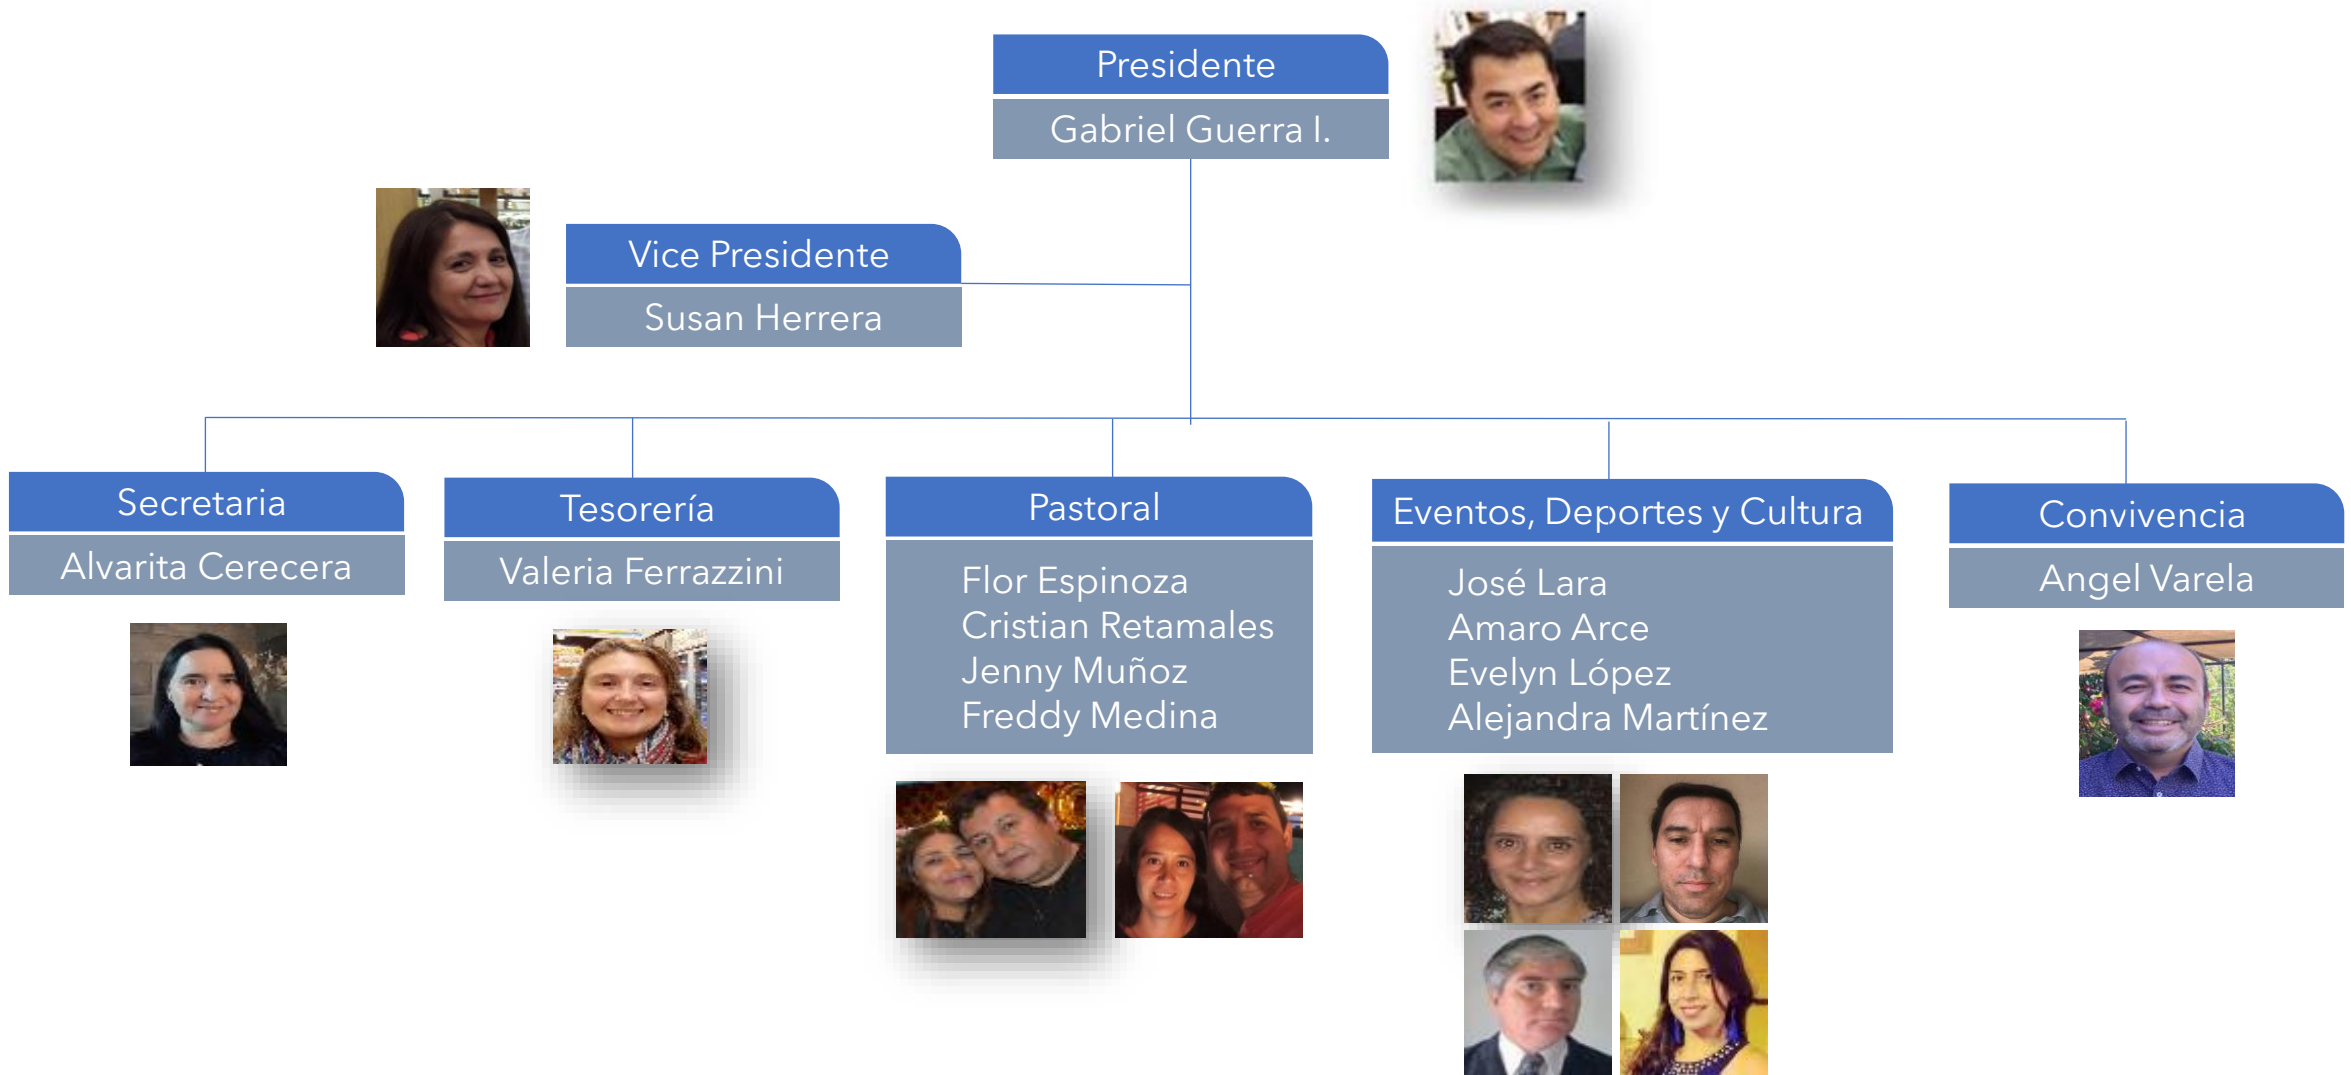 Presidente
Gabriel Guerra I.
Vice Presidente
Susan Herrera
Secretaria
Alvarita Cerecera
Tesorería
Valeria Ferrazzini
Pastoral
Flor Espinoza
Cristian Retamales
Jenny Muñoz
Freddy Medina
Eventos, Deportes y Cultura
José Lara
Amaro Arce
Evelyn López
Alejandra Martínez
Convivencia
Angel Varela